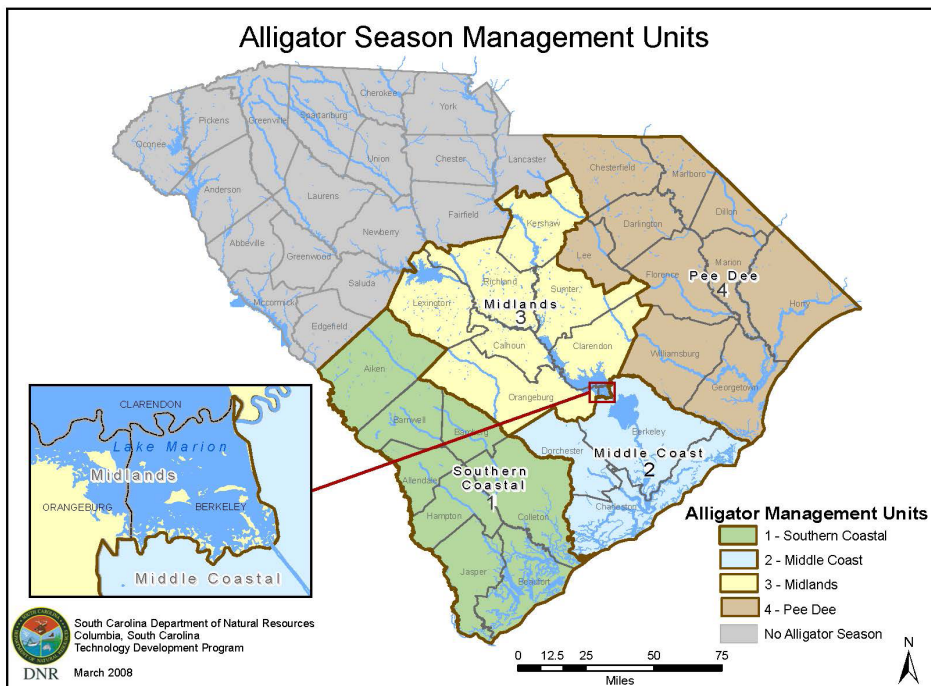 Alligator Season Management Units
Cherokee
York
Spartanburg
Greenville
Pickens
Oconee
Union
Chester
Lancaster
Anderson
Laurens
Fairfield
Newberry
Abbeville
Greenwood
Saluda
Mccormick
Edgefield
Chesterfield
Marlboro
Dillon
Darlington
Kershaw
Lee
Marion
Florence
Pee Dee
4
Horry
Richland
Sumter
Lexington
Midlands
3
Calhoun
Clarendon
Williamsburg
Georgetown
Orangeburg
Aiken
Barnwell
Bamberg
Berkeley
Dorchester
Middle Coast
2
Charleston
Southern
Coastal
1
Allendale
Hampton
Colleton
Jasper
Beaufort
CLARENDON
Lake Marion
Midlands
ORANGEBURG
BERKELEY
Middle Coastal
Alligator Management Units
1 - Southern Coastal
2 - Middle Coast
3 - Midlands
4 - Pee Dee
No Alligator Season
South Carolina Department of Natural Resources
Columbia, South Carolina
Technology Development Program
DNR
March 2008
0 12.5 25 50 75
Miles
N